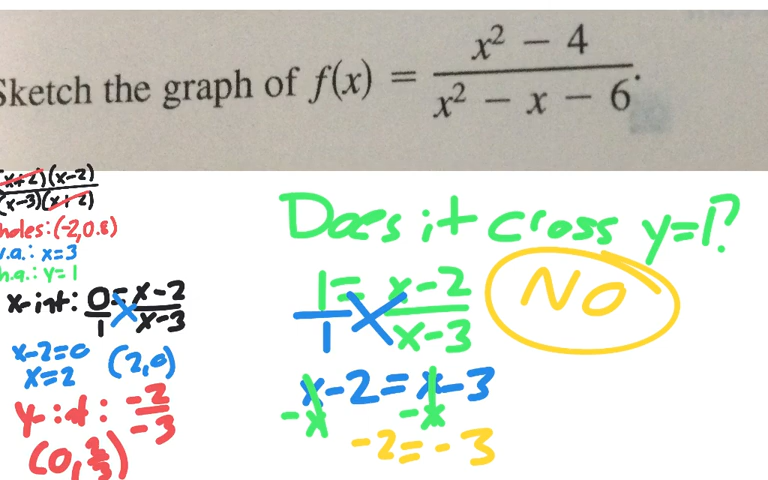 Sketch the graph of f(x) = x² − 4 / x² − x − 6.
(x+2)(x-2)
(x-3)(x+2)
holes: (-2,0.8)
v.a.: x=3
h.a.: y=1
x-int: 0/1 = x-2/x-3
x-2=0
x=2 (2,0)
y-int: -2/-3
(0, 2/3)
Does it cross y=1?
NO
1/1 = x-2/x-3
x-2=x-3
-x -x
-2=-3